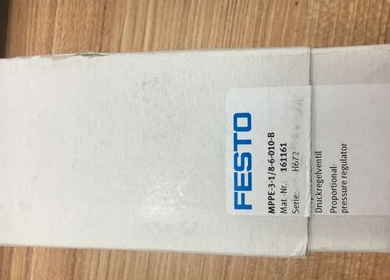 FESTO
MPPE-3-1/8-6-010-B
Mat. Nr.: 161161
Serie: H672
Druckregelventil
Proportional-
pressure regulator